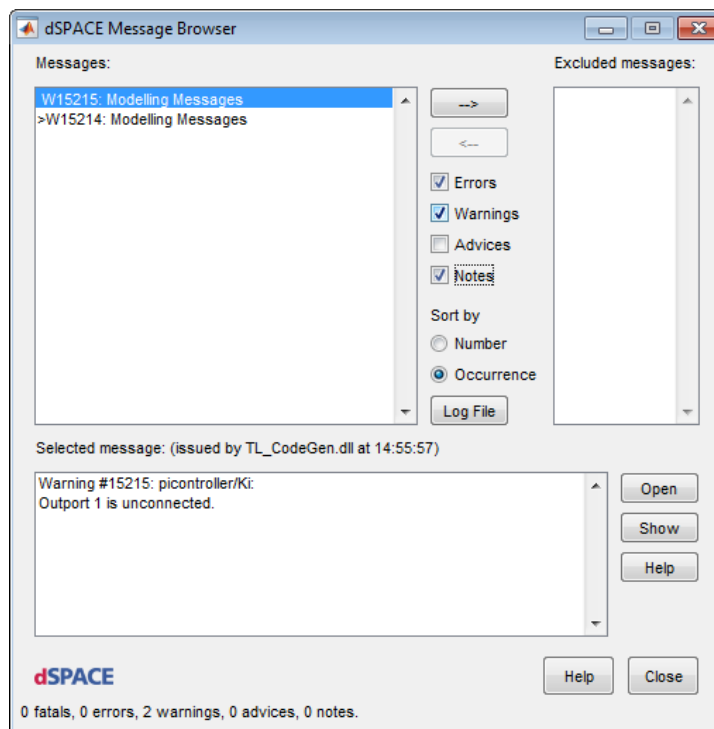 dSPACE Message Browser
Messages:
Excluded messages:
W15215: Modelling Messages
>W15214: Modelling Messages
-->
<--
Errors
Warnings
Advices
Notes
Sort by
Number
Occurrence
Log File
Selected message: (issued by TL_CodeGen.dll at 14:55:57)
Warning #15215: picontroller/Ki:
Outport 1 is unconnected.
Open
Show
Help
dSPACE
Help
Close
0 fatals, 0 errors, 2 warnings, 0 advices, 0 notes.